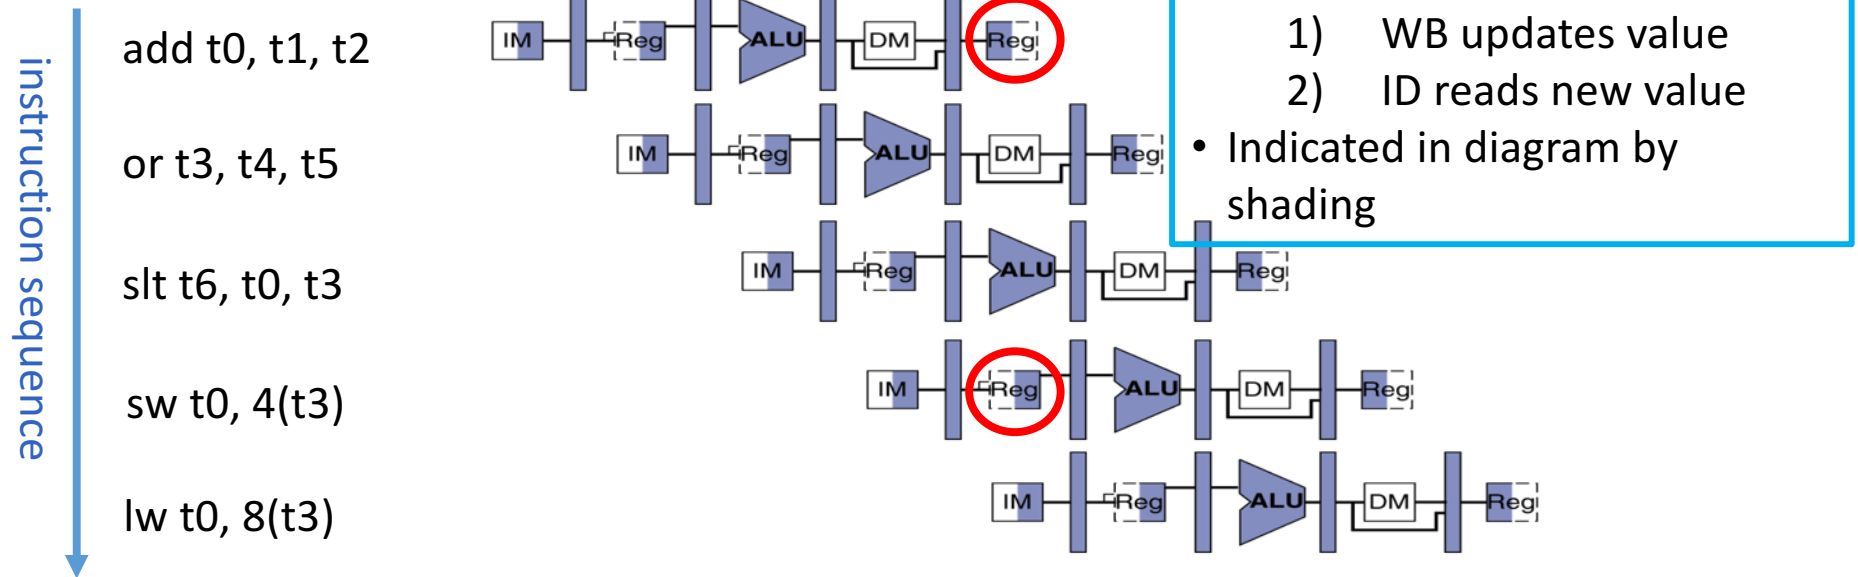 instruction sequence
add t0, t1, t2
IM Reg ALU DM Reg
1) WB updates value
2) ID reads new value
• Indicated in diagram by
shading
or t3, t4, t5
IM Reg ALU DM Reg
slt t6, t0, t3
IM Reg ALU DM Reg
sw t0, 4(t3)
IM Reg ALU DM Reg
lw t0, 8(t3)
IM Reg ALU DM Reg